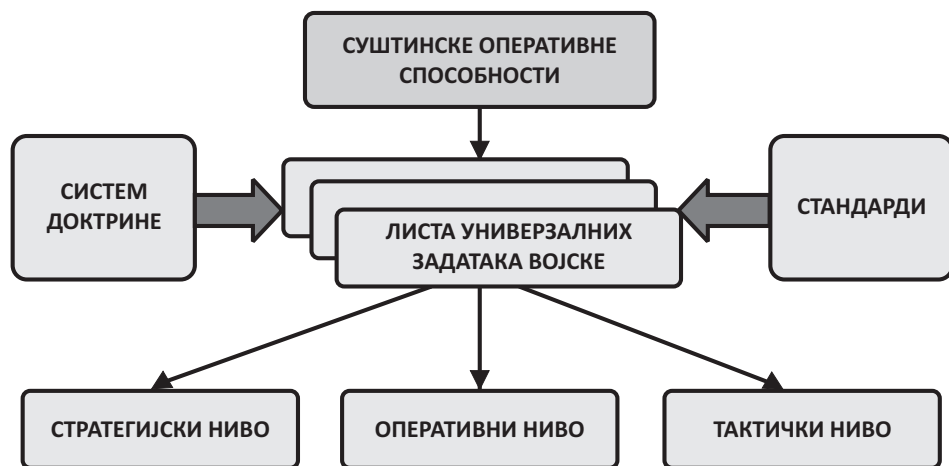 СУШТИНСКЕ ОПЕРАТИВНЕ
СПОСОБНОСТИ
СИСТЕМ
ДОКТРИНЕ
ЛИСТА УНИВЕРЗАЛНИХ
ЗАДАТАКА ВОЈСКЕ
СТАНДАРДИ
СТРАТЕГИЈСКИ НИВО
ОПЕРАТИВНИ НИВО
ТАКТИЧКИ НИВО